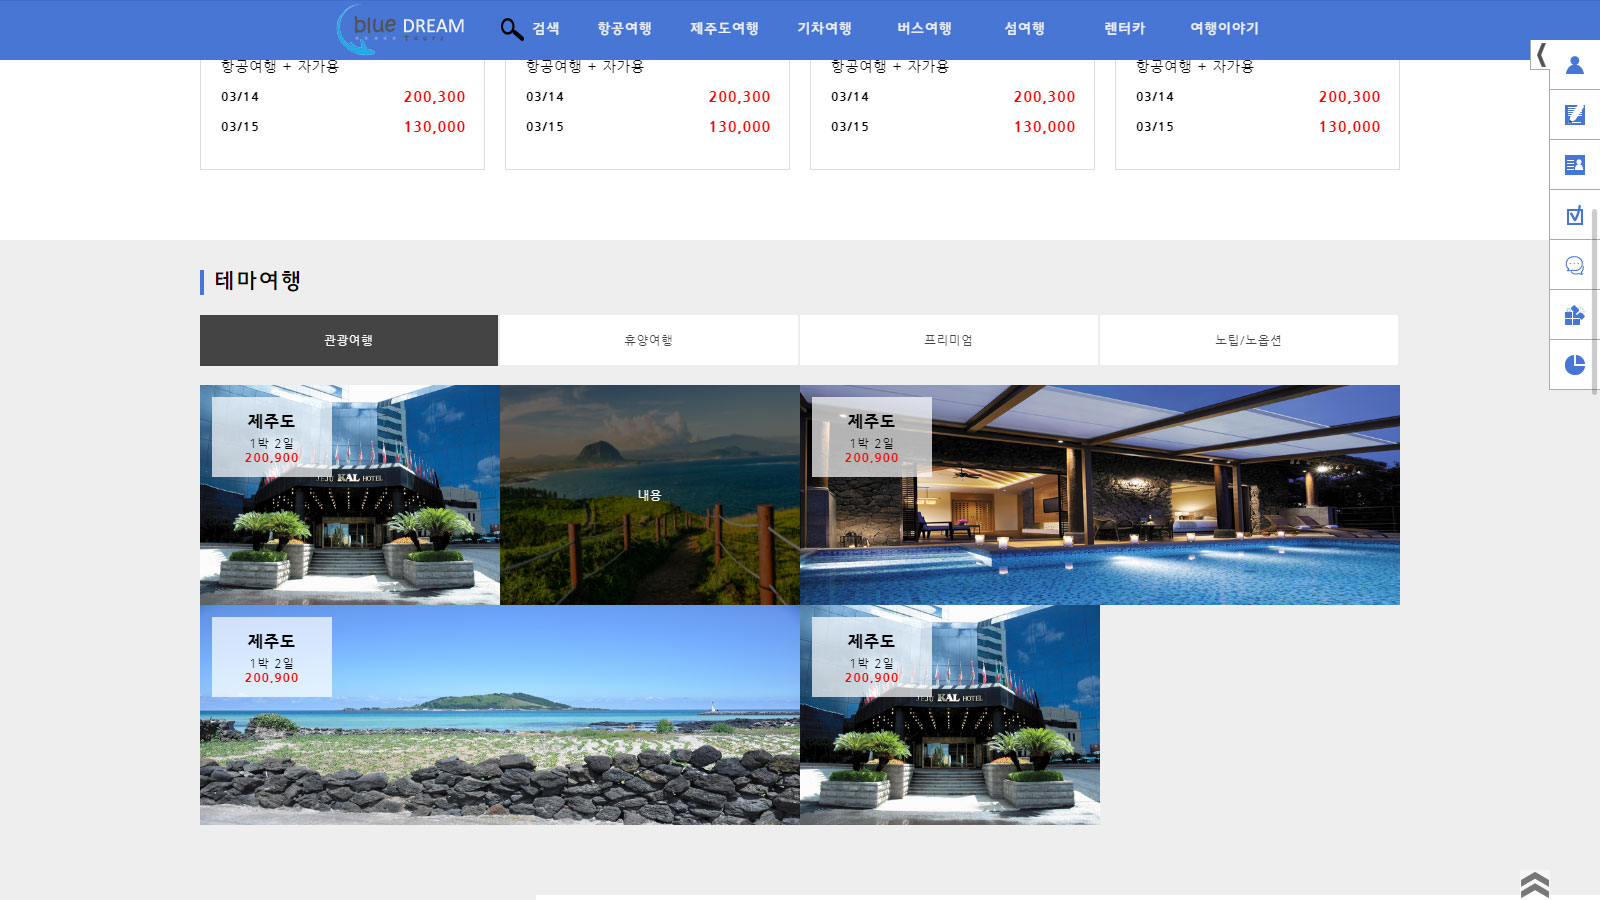 blue DREAM
Tours
검색
항공여행
제주도여행
기차여행
버스여행
섬여행
렌터카
여행이야기
항공여행 + 자가용
03/14 200,300
03/15 130,000
항공여행 + 자가용
03/14 200,300
03/15 130,000
항공여행 + 자가용
03/14 200,300
03/15 130,000
항공여행 + 자가용
03/14 200,300
03/15 130,000
테마여행
관광여행
휴양여행
프리미엄
노팁/노옵션
제주도
1박 2일
200,900
JEJU KAL HOTEL
내용
제주도
1박 2일
200,900
제주도
1박 2일
200,900
제주도
1박 2일
200,900
JEJU KAL HOTEL